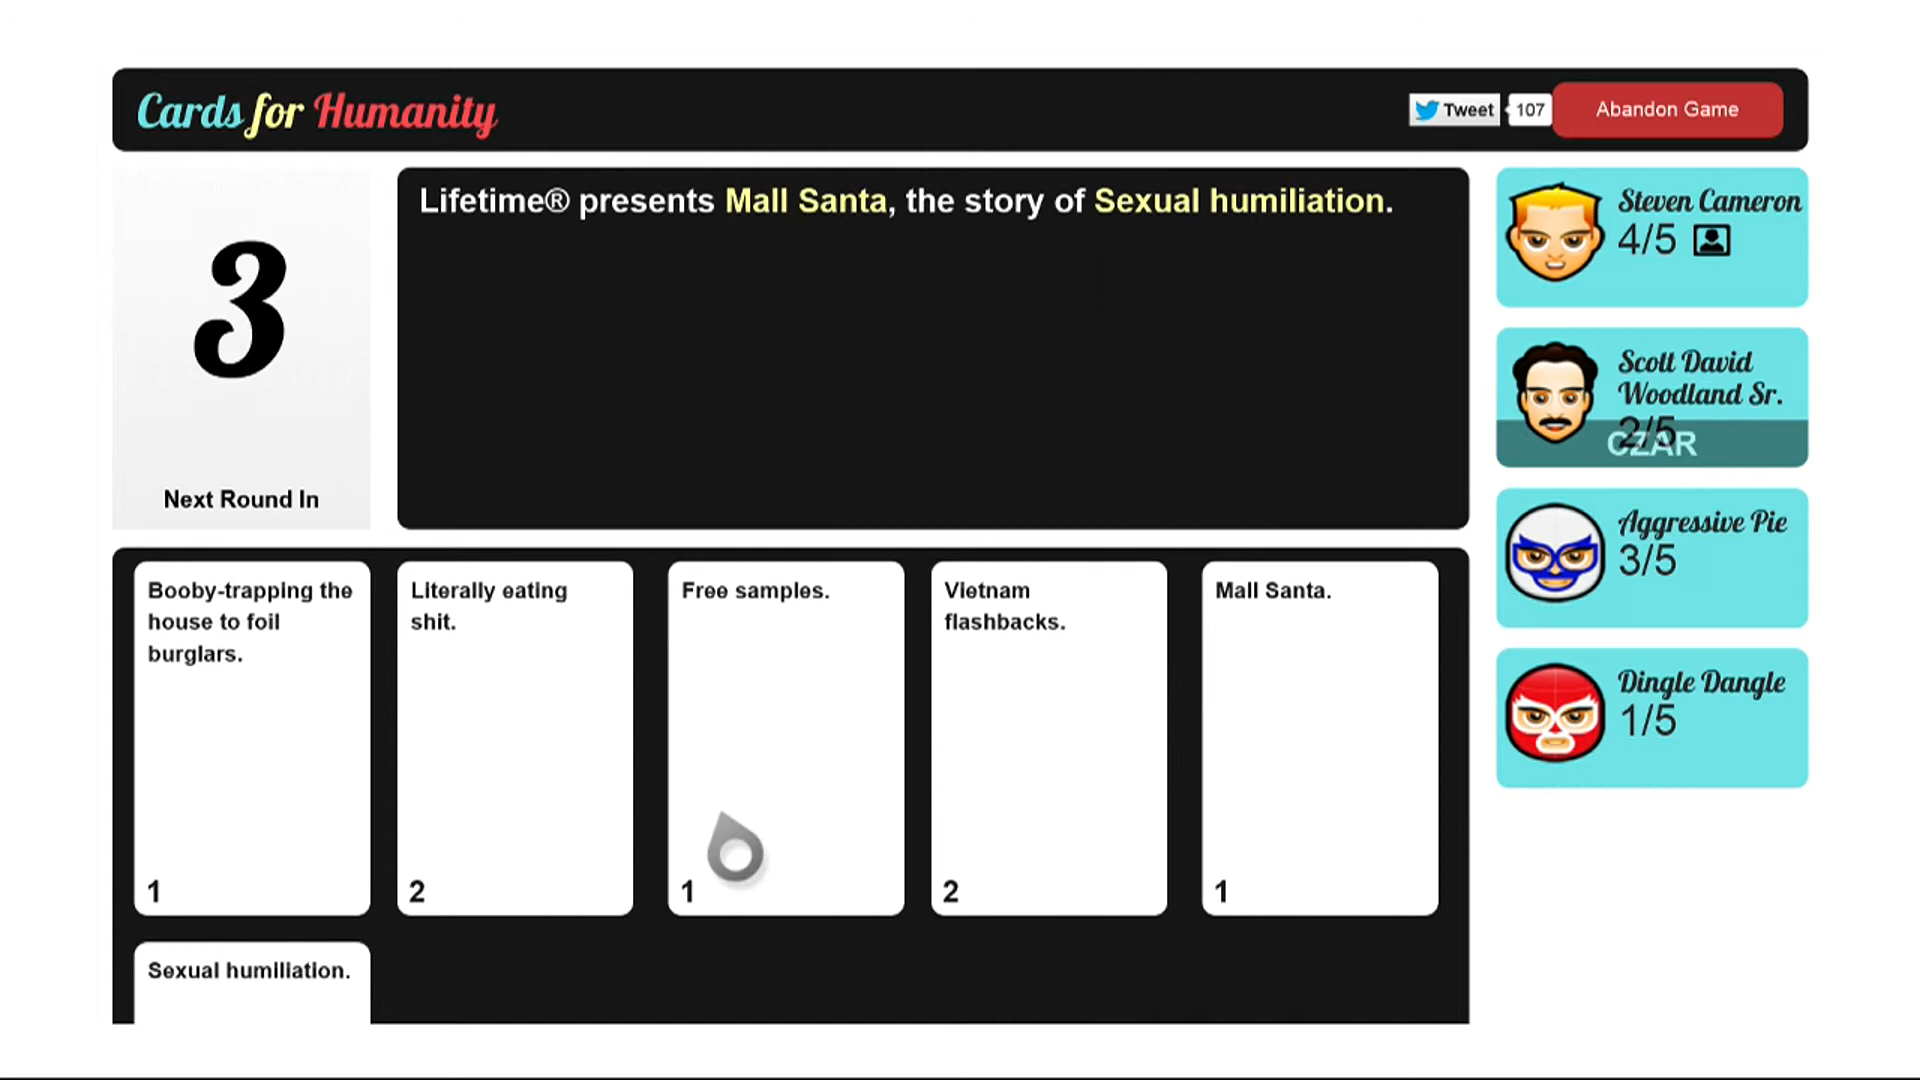 Cards for Humanity
Tweet 107 Abandon Game
3
Next Round In
Lifetime® presents Mall Santa, the story of Sexual humiliation.
Steven Cameron
4/5
Scott David
Woodland Sr.
2/5
CZAR
Aggressive Pie
3/5
Dingle Dangle
1/5
Booby-trapping the
house to foil
burglars.
1
Literally eating
shit.
2
Free samples.
1
Vietnam
flashbacks.
2
Mall Santa.
1
Sexual humiliation.